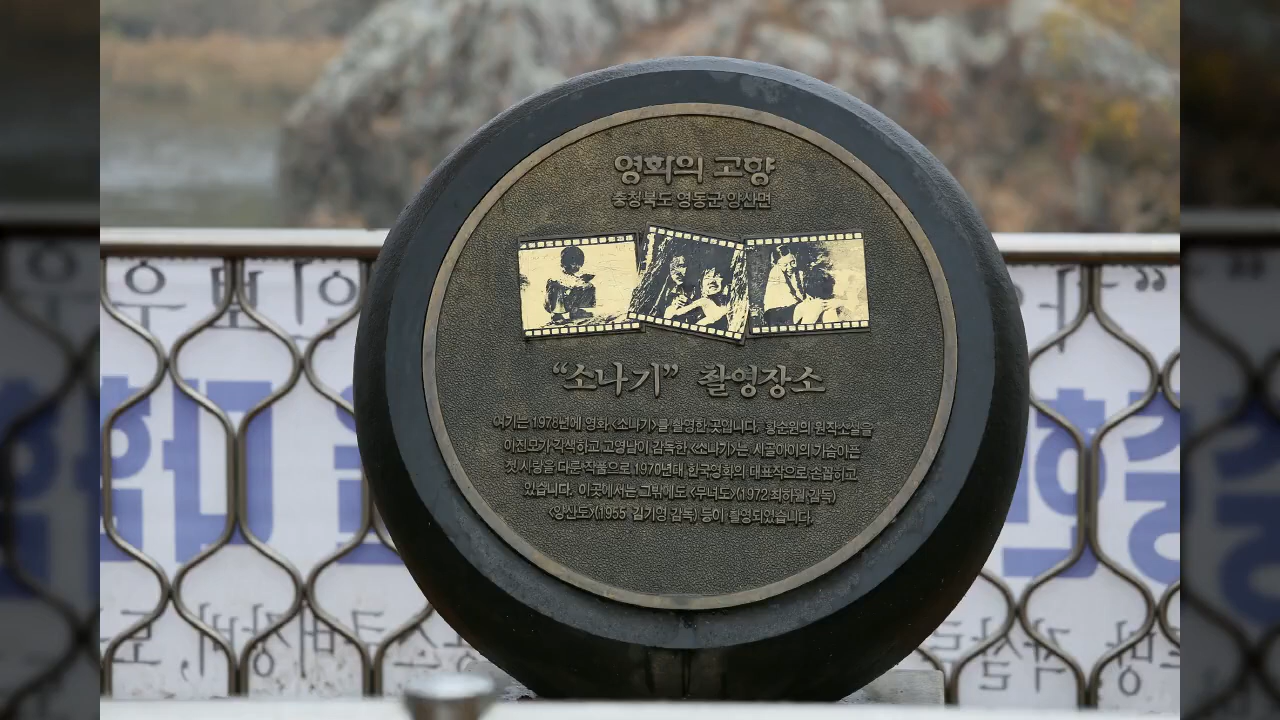 영화의 고향
충청북도 영동군 양산면
“소나기” 촬영장소
여기는 1978년에 영화 <소나기>를 촬영한 곳입니다. 황순원의 원작소설을
이진모가 각색하고 고영남이 감독한 <소나기>는 시골아이의 가슴아픈
첫 사랑을 다룬 작품으로 1970년대 한국영화의 대표작으로 손꼽히고
있습니다. 이곳에서는 그밖에도 <무녀도>(1972 최하원 감독)
<양산도>(1955 김기영 감독) 등이 촬영되었습니다.